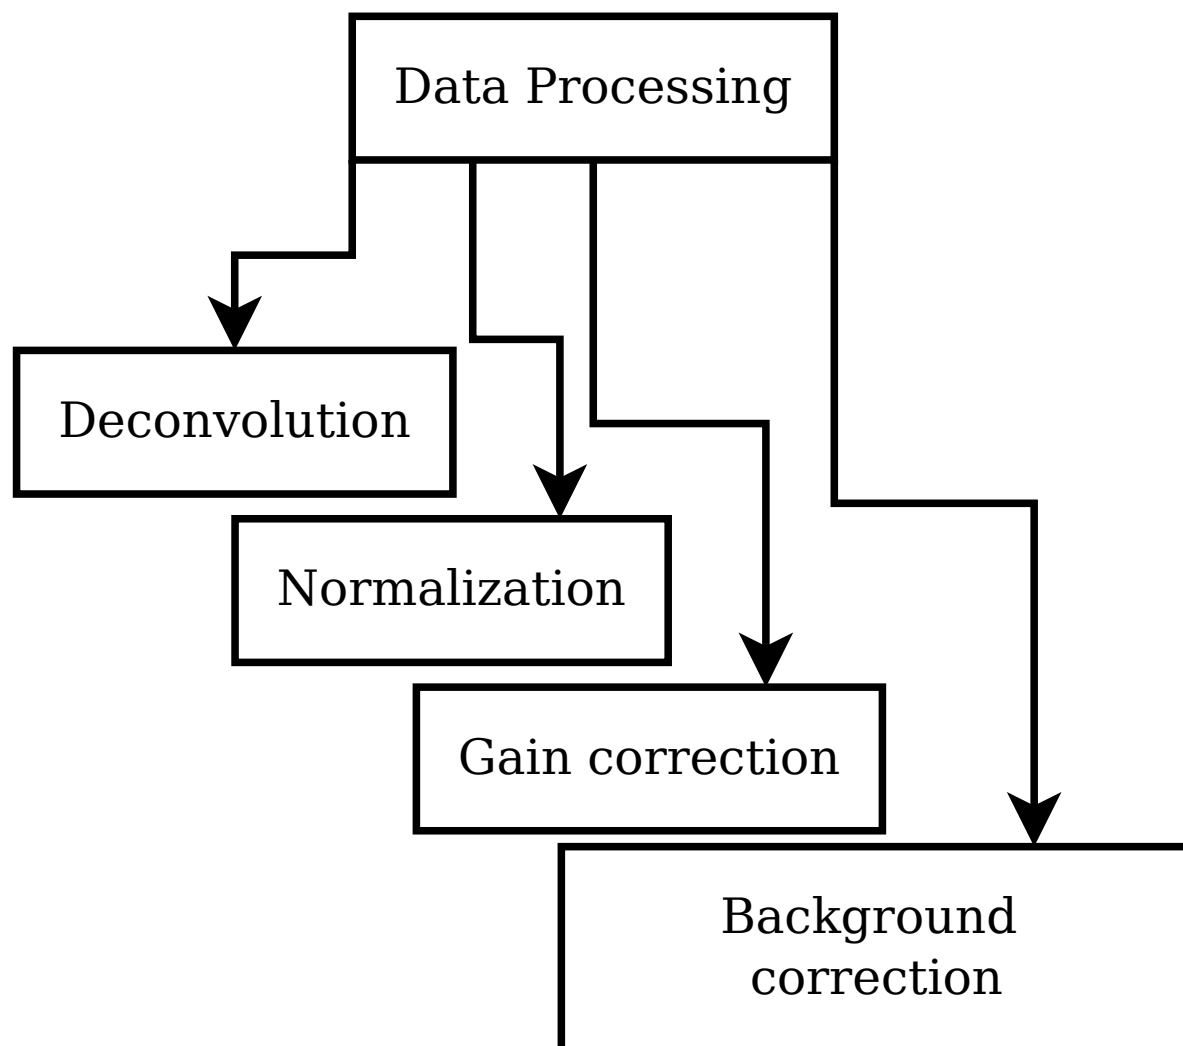 Data Processing
Deconvolution
Normalization
Gain correction
Background
correction